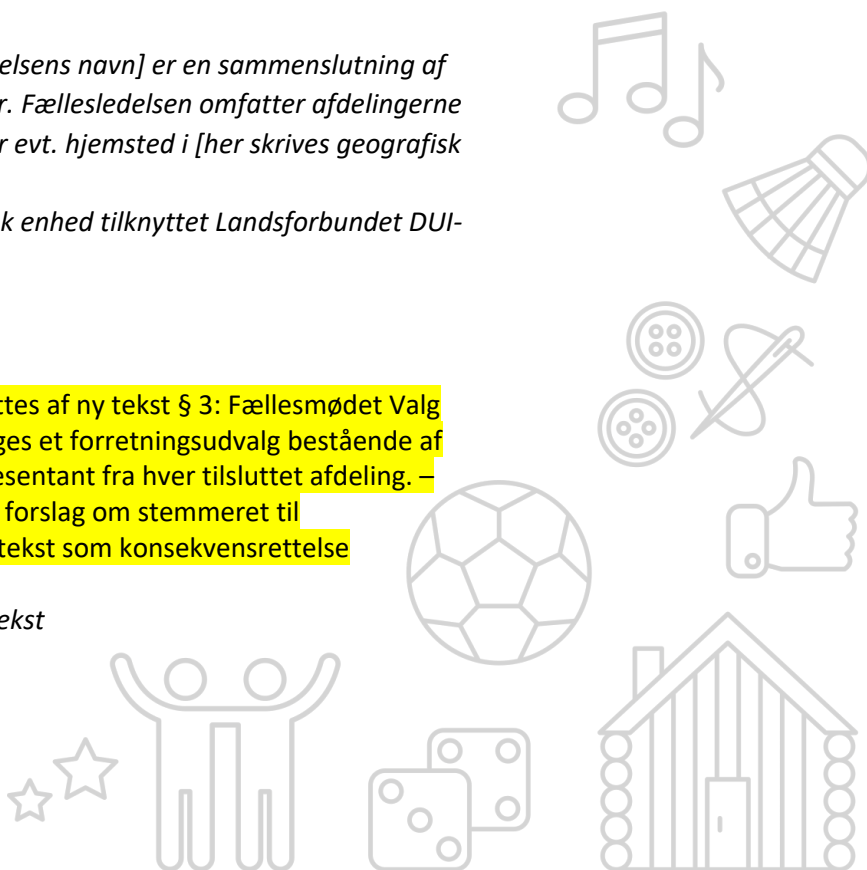 elsens navn] er en sammenslutning af
r. Fællesledelsen omfatter afdelingerne
r evt. hjemsted i [her skrives geografisk
k enhed tilknyttet Landsforbundet DUI-
ttes af ny tekst § 3: Fællesmødet Valg
ges et forretningsudvalg bestående af
esentant fra hver tilsluttet afdeling. –
forslag om stemmeret til
tekst som konsekvensrettelse
ekst